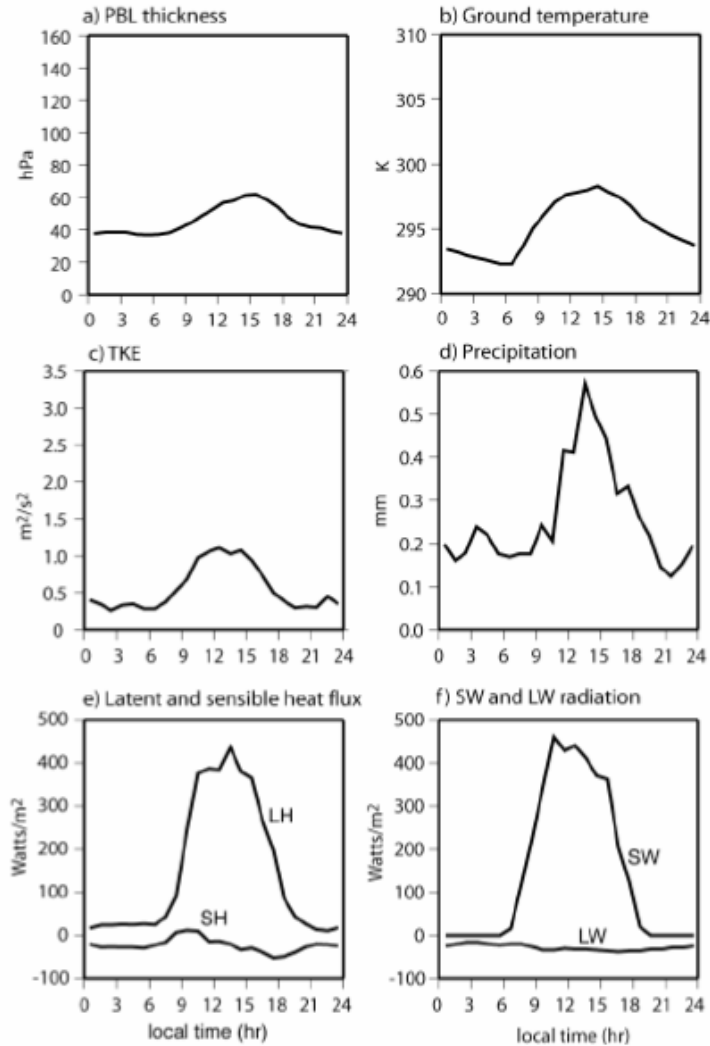 a) PBL thickness
160
140
120
100
80
60
40
20
0
hPa
0 3 6 9 12 15 18 21 24
b) Ground temperature
310
305
300
295
290
K
0 3 6 9 12 15 18 21 24
c) TKE
3.5
3.0
2.5
2.0
1.5
1.0
0.5
0
m²/s²
0 3 6 9 12 15 18 21 24
d) Precipitation
0.6
0.5
0.4
0.3
0.2
0.1
0.0
mm
0 3 6 9 12 15 18 21 24
e) Latent and sensible heat flux
500
400
300
200
100
0
-100
Watts/m²
LH
SH
0 3 6 9 12 15 18 21 24
local time (hr)
f) SW and LW radiation
500
400
300
200
100
0
-100
Watts/m²
SW
LW
0 3 6 9 12 15 18 21 24
local time (hr)